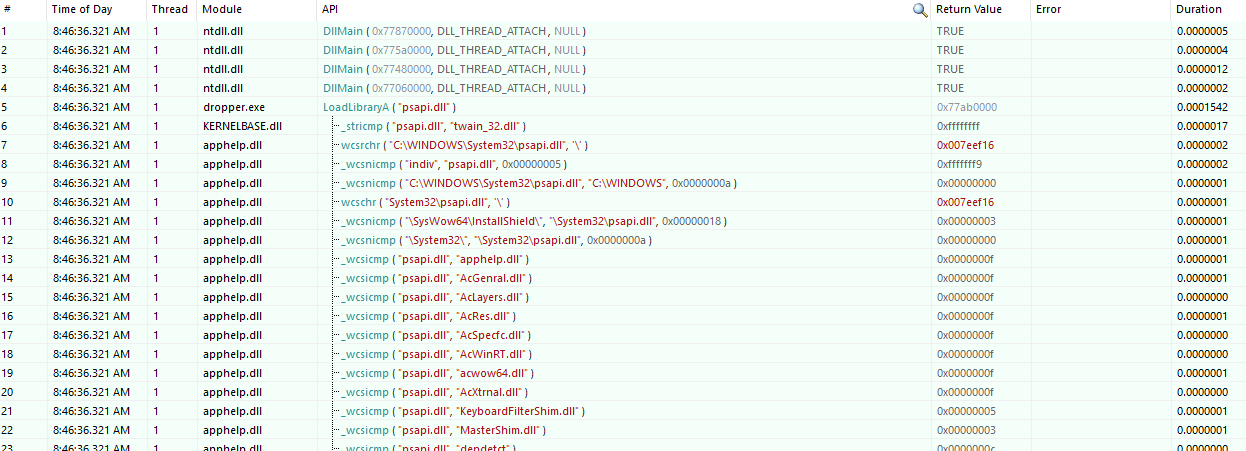 # Time of Day Thread Module API Return Value Error Duration
1 8:46:36.321 AM 1 ntdll.dll DllMain ( 0x77870000, DLL_THREAD_ATTACH, NULL ) TRUE 0.0000005
2 8:46:36.321 AM 1 ntdll.dll DllMain ( 0x775a0000, DLL_THREAD_ATTACH, NULL ) TRUE 0.0000004
3 8:46:36.321 AM 1 ntdll.dll DllMain ( 0x77480000, DLL_THREAD_ATTACH, NULL ) TRUE 0.0000012
4 8:46:36.321 AM 1 ntdll.dll DllMain ( 0x77060000, DLL_THREAD_ATTACH, NULL ) TRUE 0.0000002
5 8:46:36.321 AM 1 dropper.exe LoadLibraryA ( "psapi.dll" ) 0x77ab0000 0.0001542
6 8:46:36.321 AM 1 KERNELBASE.dll _stricmp ( "psapi.dll", "twain_32.dll" ) 0xffffffff 0.0000017
7 8:46:36.321 AM 1 apphelp.dll wcsrchr ( "C:\WINDOWS\System32\psapi.dll", '\' ) 0x007eef16 0.0000002
8 8:46:36.321 AM 1 apphelp.dll _wcsnicmp ( "indiv", "psapi.dll", 0x00000005 ) 0xfffffff9 0.0000002
9 8:46:36.321 AM 1 apphelp.dll _wcsnicmp ( "C:\WINDOWS\System32\psapi.dll", "C:\WINDOWS", 0x0000000a ) 0x00000000 0.0000001
10 8:46:36.321 AM 1 apphelp.dll wcschr ( "System32\psapi.dll", '\' ) 0x007eef16 0.0000001
11 8:46:36.321 AM 1 apphelp.dll _wcsnicmp ( "\SysWow64\InstallShield\", "\System32\psapi.dll", 0x00000018 ) 0x00000003 0.0000001
12 8:46:36.321 AM 1 apphelp.dll _wcsnicmp ( "\System32\", "\System32\psapi.dll", 0x0000000a ) 0x00000000 0.0000001
13 8:46:36.321 AM 1 apphelp.dll _wcsicmp ( "psapi.dll", "apphelp.dll" ) 0x0000000f 0.0000001
14 8:46:36.321 AM 1 apphelp.dll _wcsicmp ( "psapi.dll", "AcGenral.dll" ) 0x0000000f 0.0000001
15 8:46:36.321 AM 1 apphelp.dll _wcsicmp ( "psapi.dll", "AcLayers.dll" ) 0x0000000f 0.0000000
16 8:46:36.321 AM 1 apphelp.dll _wcsicmp ( "psapi.dll", "AcRes.dll" ) 0x0000000f 0.0000001
17 8:46:36.321 AM 1 apphelp.dll _wcsicmp ( "psapi.dll", "AcSpecfc.dll" ) 0x0000000f 0.0000000
18 8:46:36.321 AM 1 apphelp.dll _wcsicmp ( "psapi.dll", "AcWinRT.dll" ) 0x0000000f 0.0000000
19 8:46:36.321 AM 1 apphelp.dll _wcsicmp ( "psapi.dll", "acwow64.dll" ) 0x0000000f 0.0000001
20 8:46:36.321 AM 1 apphelp.dll _wcsicmp ( "psapi.dll", "AcXtrnal.dll" ) 0x0000000f 0.0000000
21 8:46:36.321 AM 1 apphelp.dll _wcsicmp ( "psapi.dll", "KeyboardFilterShim.dll" ) 0x00000005 0.0000001
22 8:46:36.321 AM 1 apphelp.dll _wcsicmp ( "psapi.dll", "MasterShim.dll" ) 0x00000003 0.0000001
23 8:46:36.321 AM 1 apphelp.dll _wcsicmp ( "psapi.dll", 0x0000000c 0.0000000